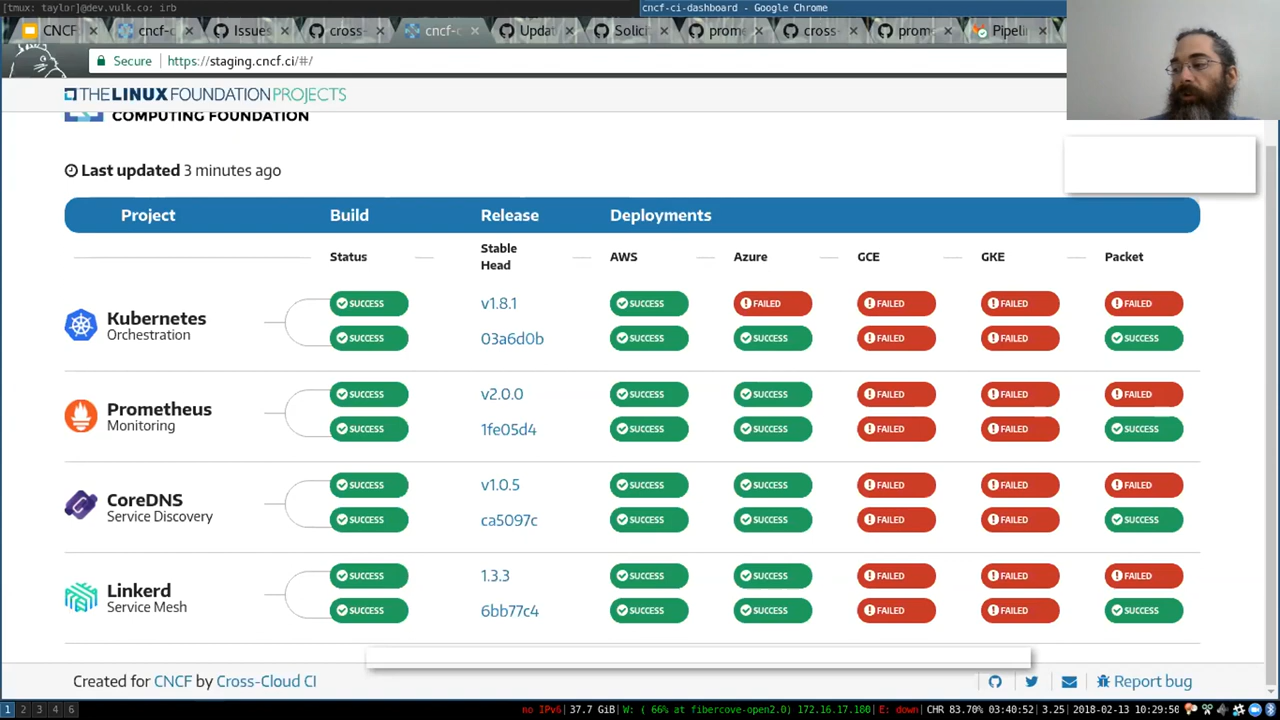 [tmux: taylor]@dev.vulk.co: irb
cncf-ci-dashboard - Google Chrome
CNCF
cncf-c
Issues
cross-
cncf-c
Updat
Solicit
prome
cross-
prome
Pipelin
Secure
https://staging.cncf.ci/#/
THE LINUX FOUNDATION PROJECTS
COMPUTING FOUNDATION
Last updated 3 minutes ago
Project Build Release Deployments
Status Stable Head AWS Azure GCE GKE Packet
Kubernetes
Orchestration
SUCCESS v1.8.1 SUCCESS FAILED FAILED FAILED FAILED
SUCCESS 03a6d0b SUCCESS SUCCESS FAILED FAILED SUCCESS
Prometheus
Monitoring
SUCCESS v2.0.0 SUCCESS SUCCESS FAILED FAILED FAILED
SUCCESS 1fe05d4 SUCCESS SUCCESS FAILED FAILED SUCCESS
CoreDNS
Service Discovery
SUCCESS v1.0.5 SUCCESS SUCCESS FAILED FAILED FAILED
SUCCESS ca5097c SUCCESS SUCCESS FAILED FAILED SUCCESS
Linkerd
Service Mesh
SUCCESS 1.3.3 SUCCESS SUCCESS FAILED FAILED FAILED
SUCCESS 6bb77c4 SUCCESS SUCCESS FAILED FAILED SUCCESS
Created for CNCF by Cross-Cloud CI
Report bug
1 2 3 4 6
no IPv6| 37.7 GiB| W: ( 66% at fibercove-open2.0) 172.16.17.100| E: down| CHR 83.70% 03:40:52 | 3.25 | 2018-02-13 10:29:50